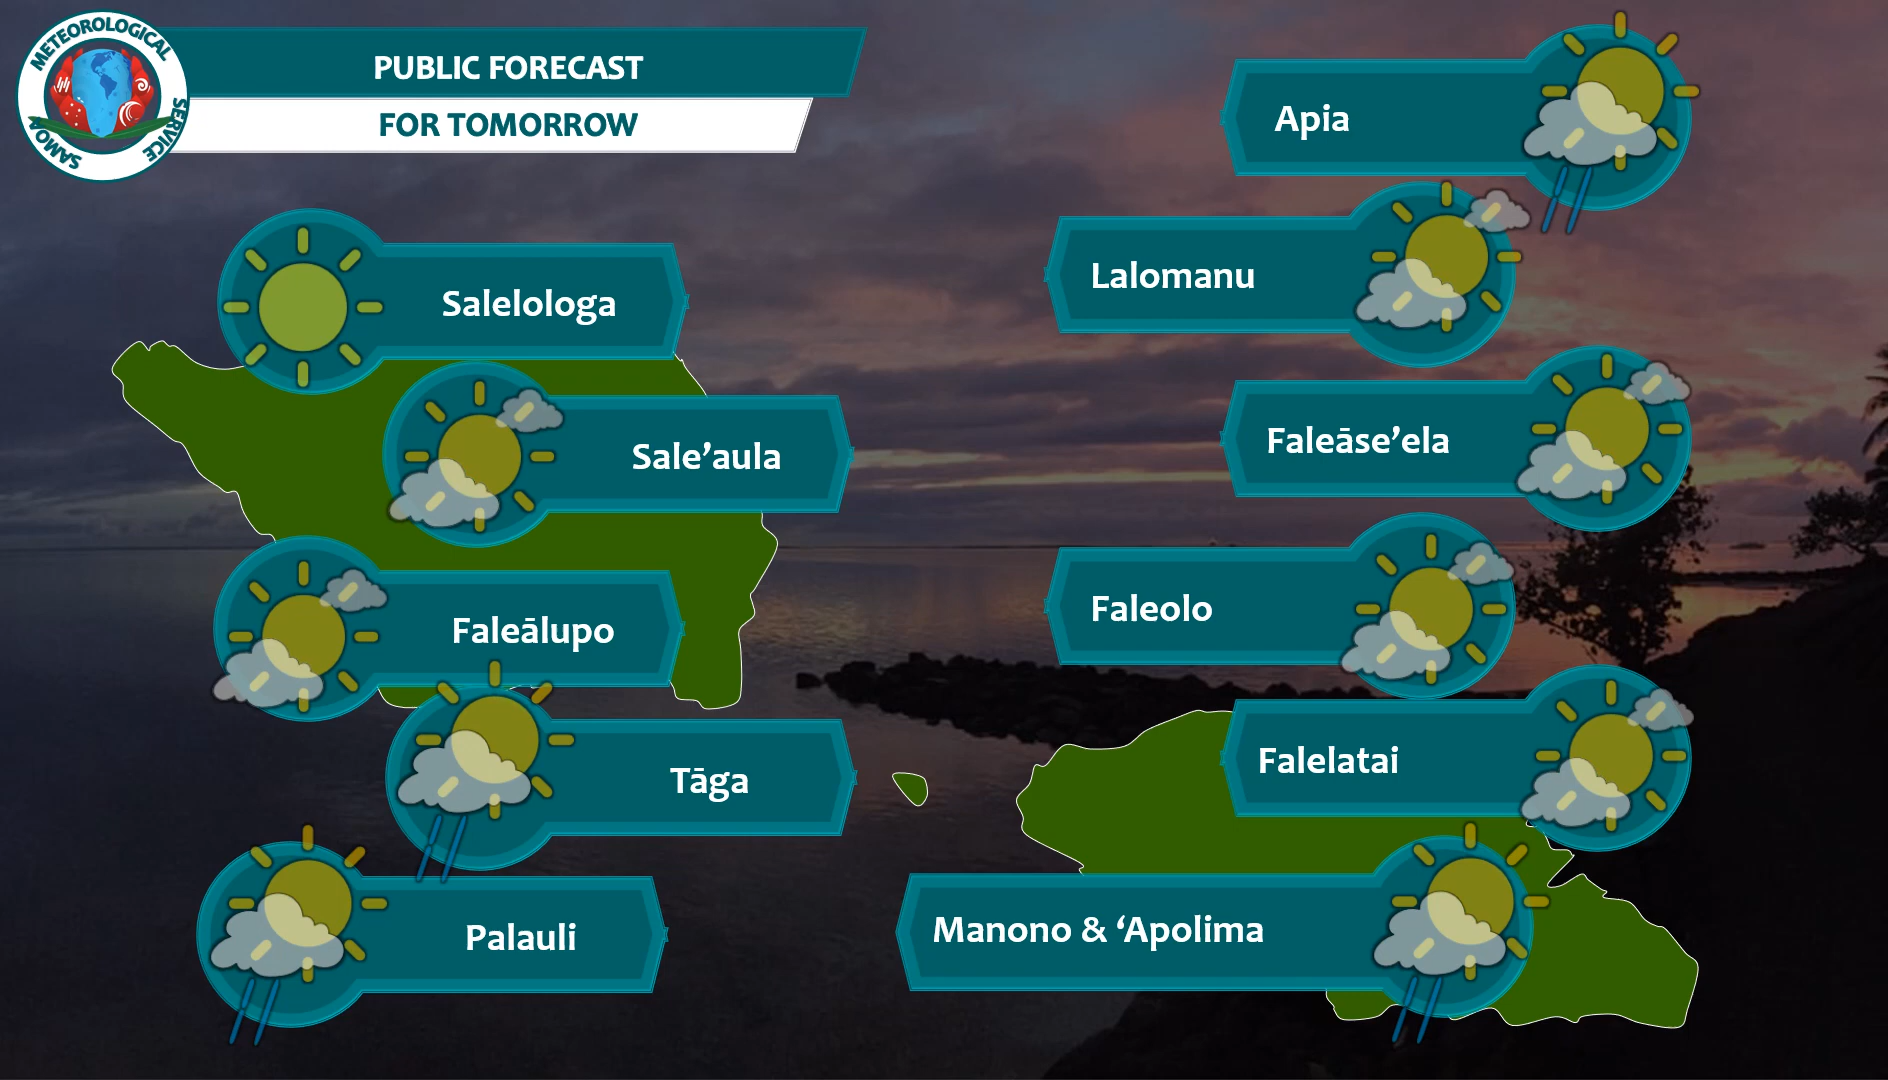 METEOROLOGICAL
SERVICE
SAMOA
PUBLIC FORECAST
FOR TOMORROW
Salelologa
Sale’aula
Faleālupo
Tāga
Palauli
Apia
Lalomanu
Faleāse’ela
Faleolo
Falelatai
Manono & ‘Apolima